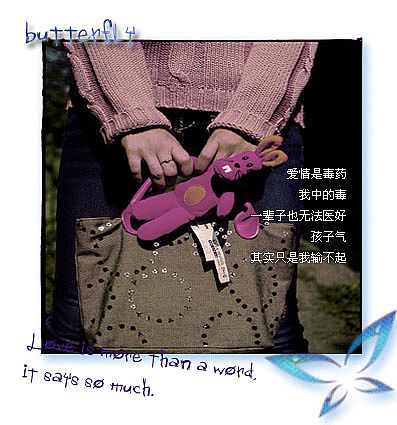 butterfly
爱情是毒药
我中的毒
一辈子也无法医好
孩子气
其实只是我输不起
Love is more than a word,
it says so much.